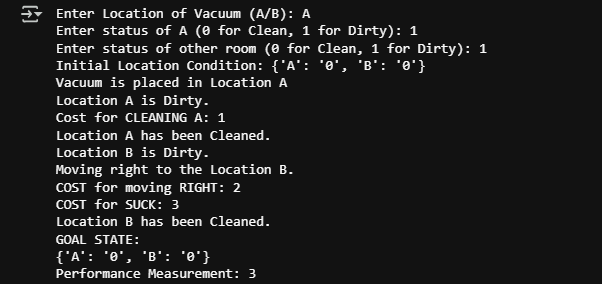 Enter Location of Vacuum (A/B): A
Enter status of A (0 for Clean, 1 for Dirty): 1
Enter status of other room (0 for Clean, 1 for Dirty): 1
Initial Location Condition: {'A': '0', 'B': '0'}
Vacuum is placed in Location A
Location A is Dirty.
Cost for CLEANING A: 1
Location A has been Cleaned.
Location B is Dirty.
Moving right to the Location B.
COST for moving RIGHT: 2
COST for SUCK: 3
Location B has been Cleaned.
GOAL STATE:
{'A': '0', 'B': '0'}
Performance Measurement: 3